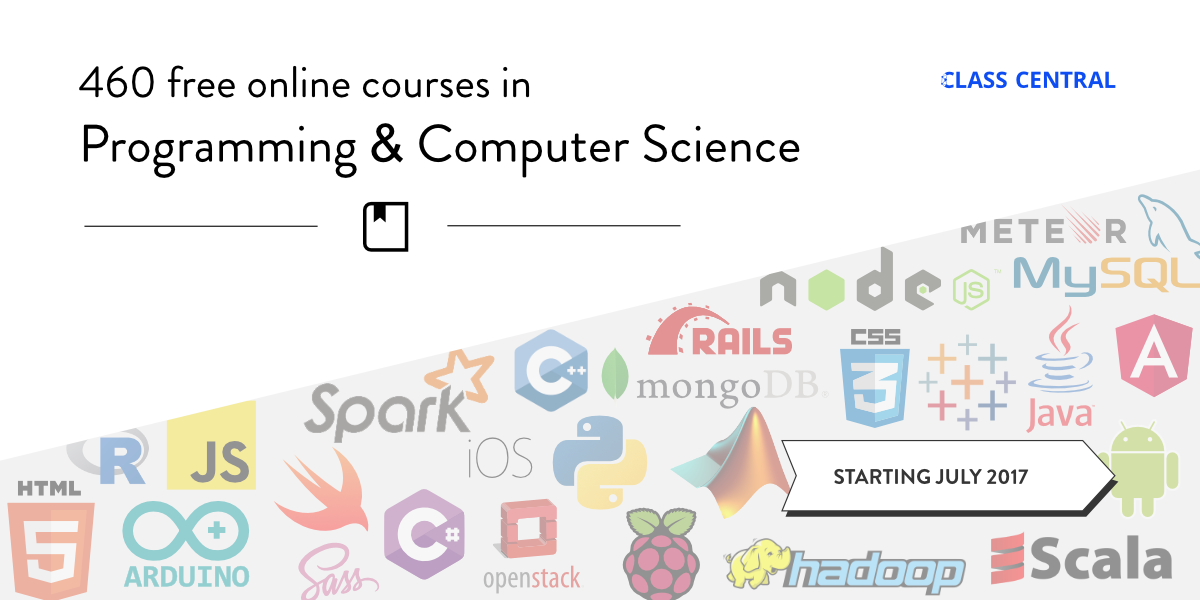 460 free online courses in
CLASS CENTRAL
Programming & Computer Science
METEOR
MySQL
node
JS
™
RAILS
CSS
3
C++
mongoDB.
A
Java
Spark
R
JS
iOS
STARTING JULY 2017
HTML
5
C#
ARDUINO
Sass
openstack
hadoop
Scala